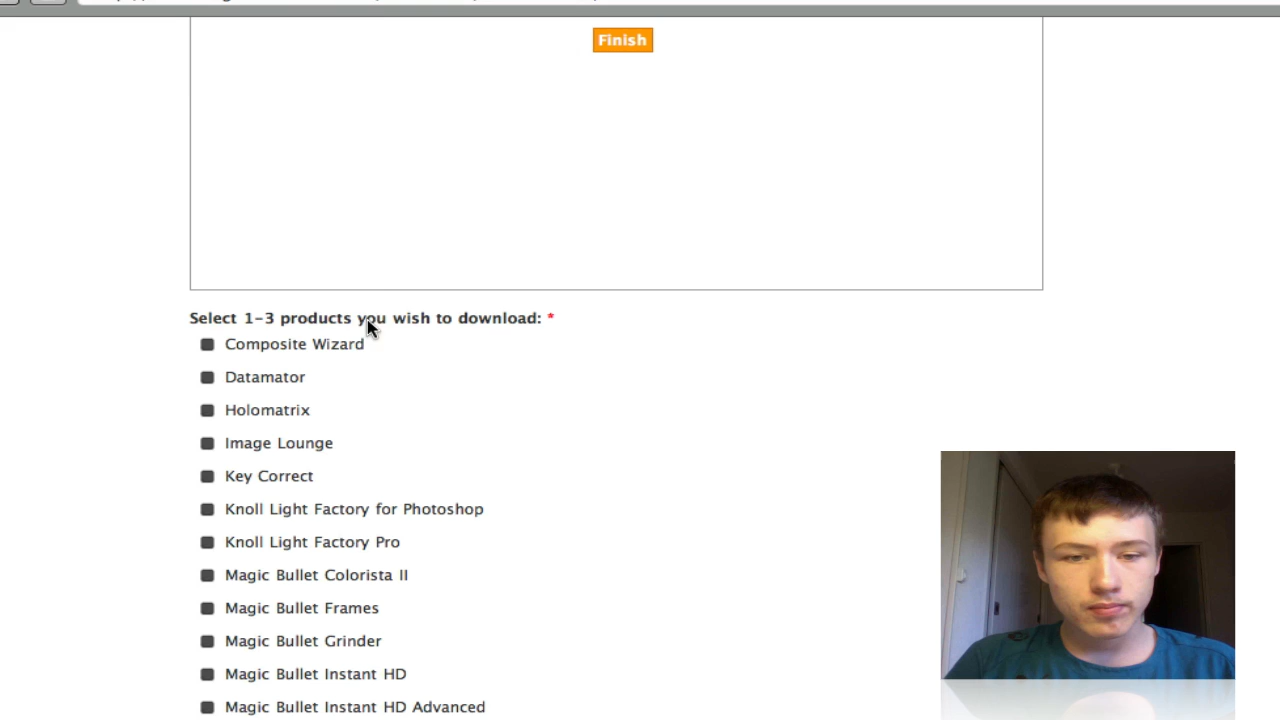 Finish
Select 1-3 products you wish to download: *
Composite Wizard
Datamator
Holomatrix
Image Lounge
Key Correct
Knoll Light Factory for Photoshop
Knoll Light Factory Pro
Magic Bullet Colorista II
Magic Bullet Frames
Magic Bullet Grinder
Magic Bullet Instant HD
Magic Bullet Instant HD Advanced